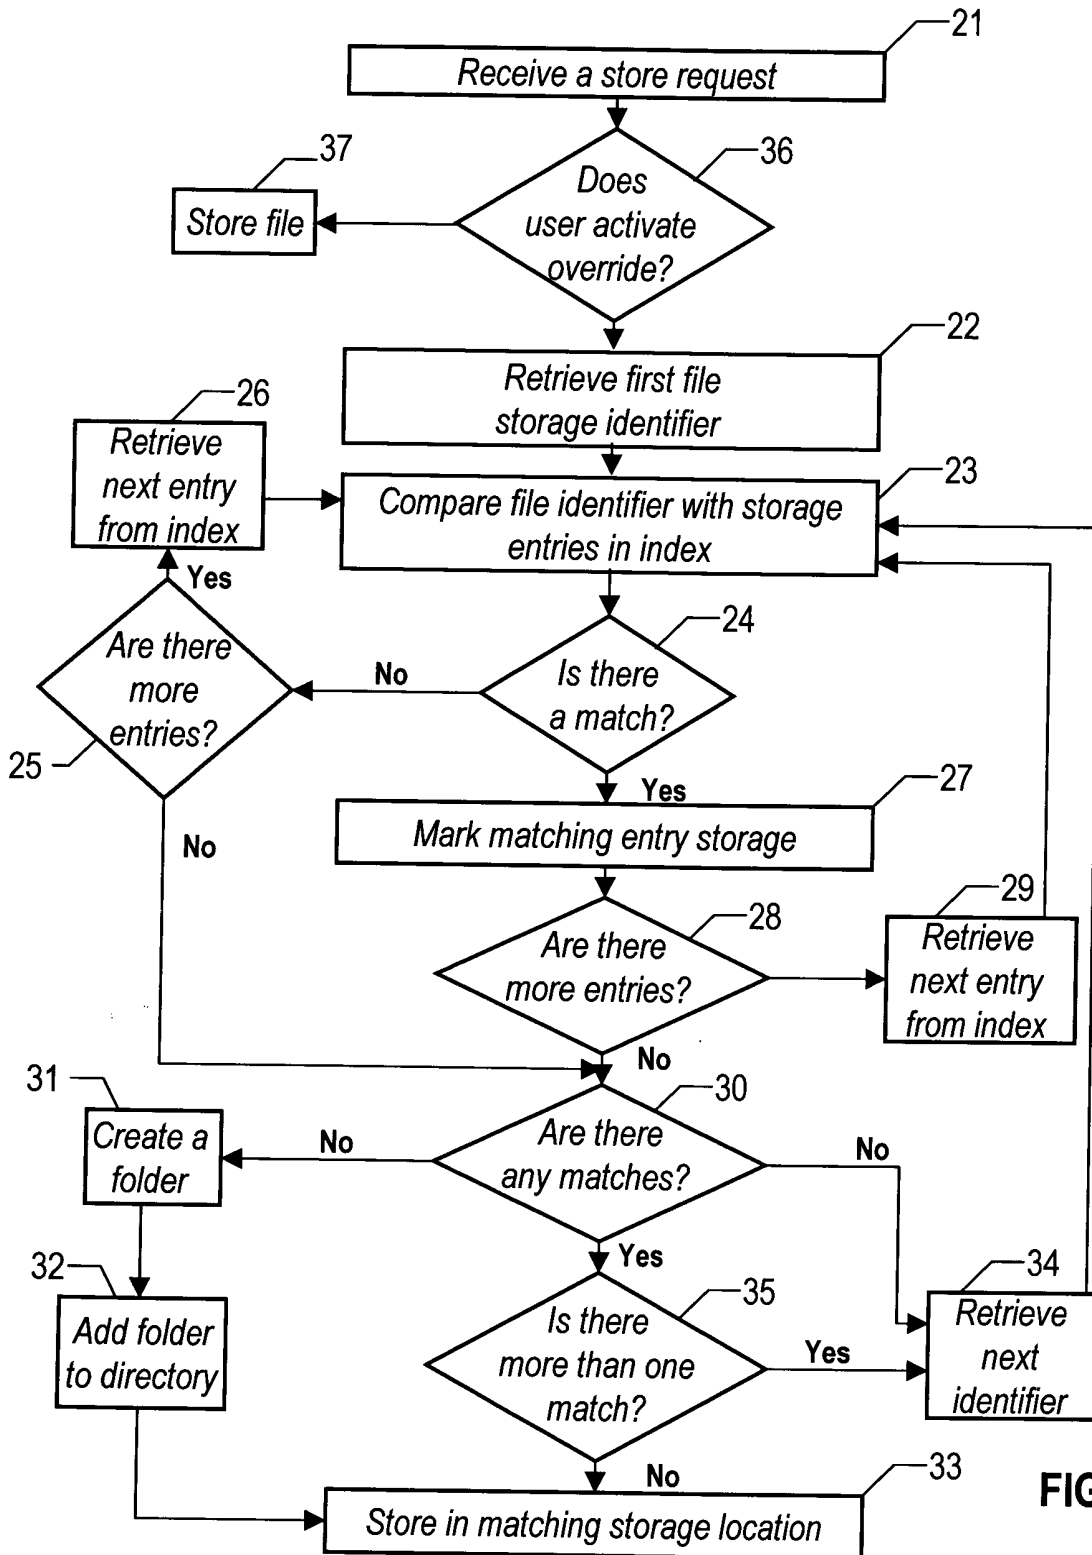 21
Receive a store request
36
37
Does
user activate
override?
Store file
22
Retrieve first file
storage identifier
26
Retrieve
next entry
from index
23
Compare file identifier with storage
entries in index
Yes
24
Are there
more
entries?
No
Is there
a match?
25
Yes
27
Mark matching entry storage
No
28
29
Are there
more entries?
Retrieve
next entry
from index
No
31
30
Create a
folder
No
Are there
any matches?
No
Yes
32
34
35
Add folder
to directory
Is there
more than one
match?
Yes
Retrieve
next
identifier
No
33
Store in matching storage location
FIG